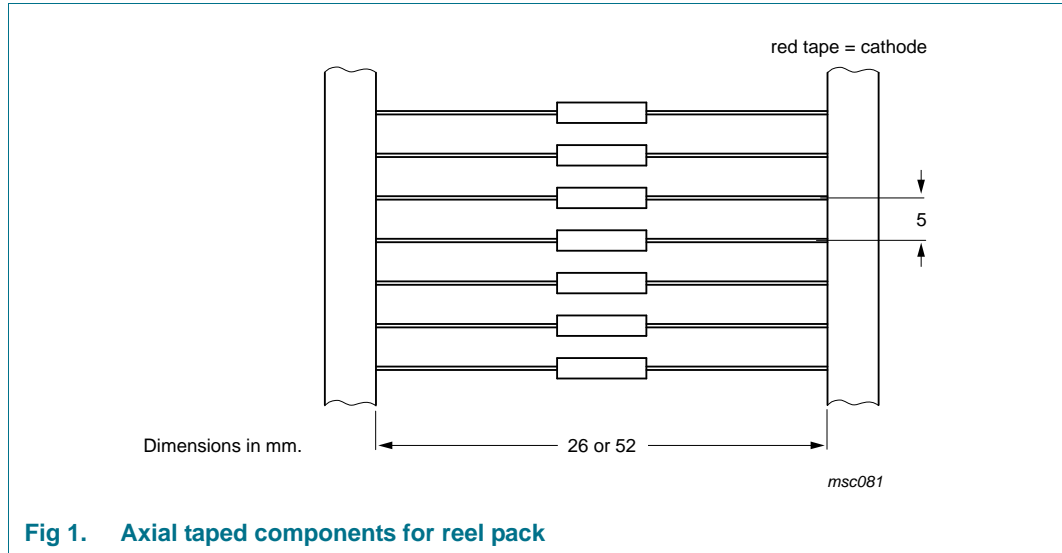 red tape = cathode
5
Dimensions in mm.
26 or 52
msc081
Fig 1. Axial taped components for reel pack